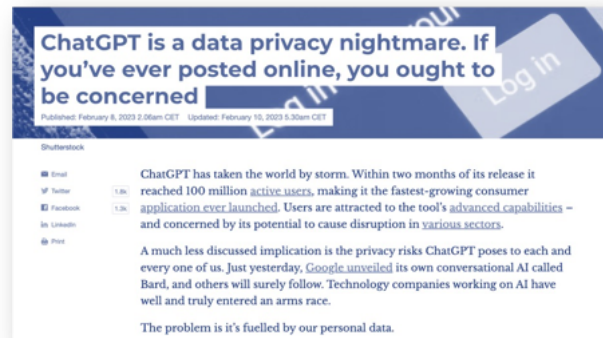 your
Log in
Log in
ChatGPT is a data privacy nightmare. If
you've ever posted online, you ought to
be concerned
Published: February 8, 2023 2.06am CET Updated: February 10, 2023 5.30am CET
Shutterstock
Email
Twitter 1.8k
Facebook 1.3k
LinkedIn
Print
ChatGPT has taken the world by storm. Within two months of its release it
reached 100 million active users, making it the fastest-growing consumer
application ever launched. Users are attracted to the tool's advanced capabilities –
and concerned by its potential to cause disruption in various sectors.
A much less discussed implication is the privacy risks ChatGPT poses to each and
every one of us. Just yesterday, Google unveiled its own conversational AI called
Bard, and others will surely follow. Technology companies working on AI have
well and truly entered an arms race.
The problem is it's fuelled by our personal data.